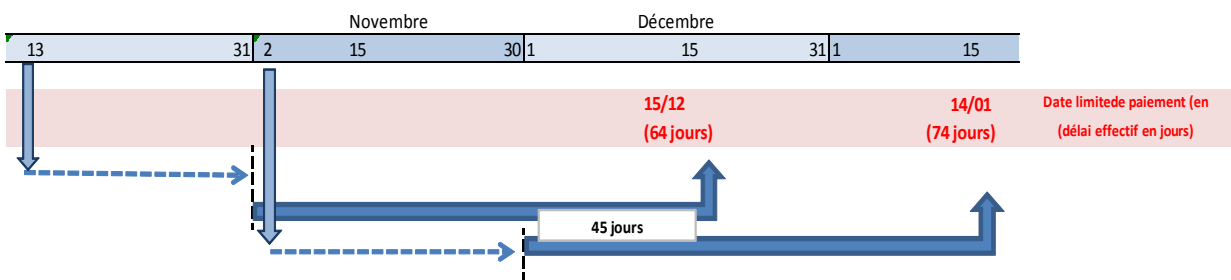 Novembre Décembre
13 31 2 15 30 1 15 31 1 15
15/12 14/01 Date limitede paiement (en
(64 jours) (74 jours) (délai effectif en jours)
45 jours